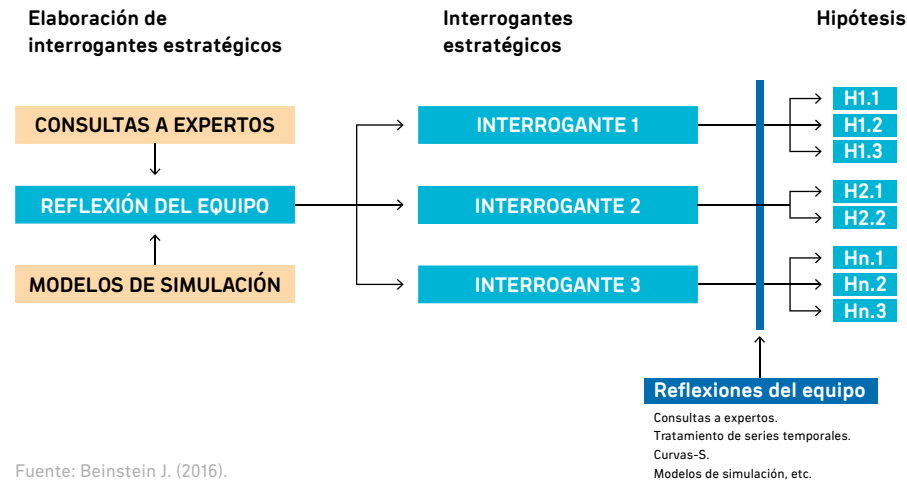 Elaboración de
interrogantes estratégicos
Interrogantes
estratégicos
Hipótesis
CONSULTAS A EXPERTOS
REFLEXIÓN DEL EQUIPO
MODELOS DE SIMULACIÓN
INTERROGANTE 1
INTERROGANTE 2
INTERROGANTE 3
H1.1
H1.2
H1.3
H2.1
H2.2
Hn.1
Hn.2
Hn.3
Reflexiones del equipo
Consultas a expertos.
Tratamiento de series temporales.
Curvas-S.
Modelos de simulación, etc.
Fuente: Beinstein J. (2016).